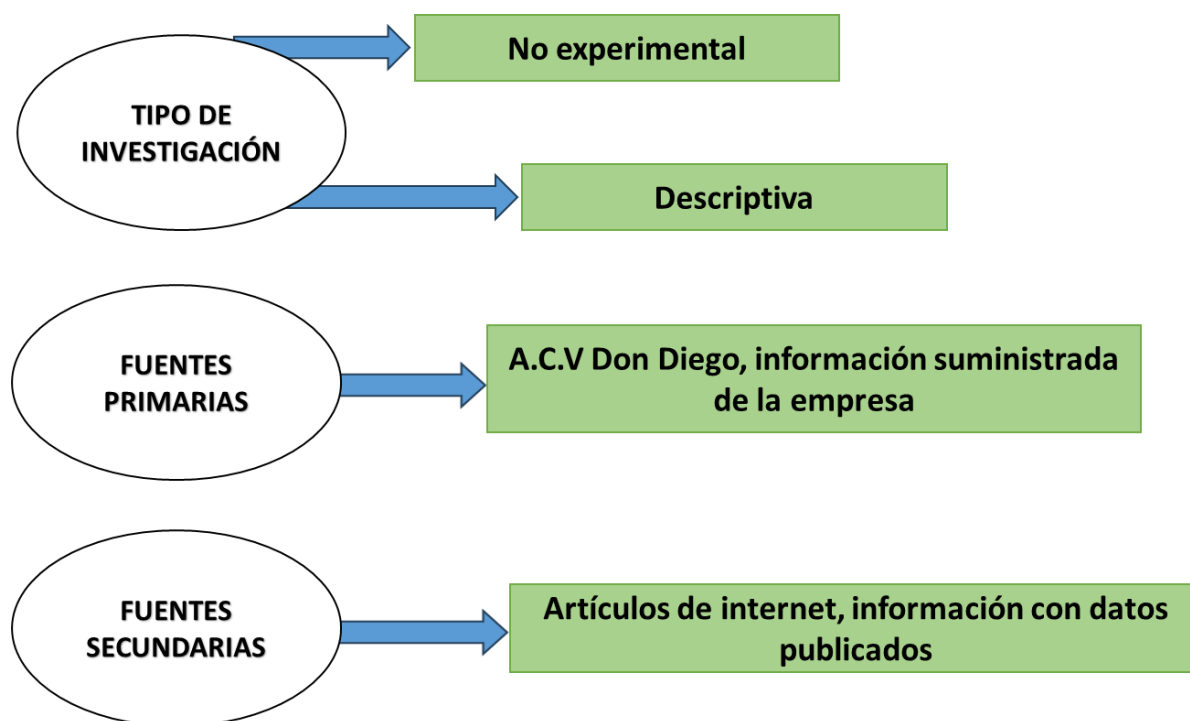 No experimental
TIPO DE
INVESTIGACIÓN
Descriptiva
FUENTES
PRIMARIAS
A.C.V Don Diego, información suministrada
de la empresa
FUENTES
SECUNDARIAS
Artículos de internet, información con datos
publicados